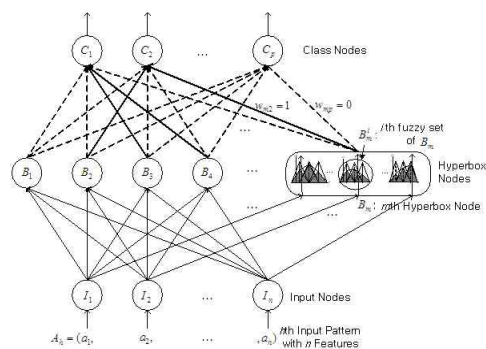 C₁ C₂ ... Cₚ Class Nodes
wₘ₂ = 1 wₘₚ = 0
...
Bₘⁱ : ith fuzzy set
of Bₘ
B₁ B₂ B₃ B₄ ... ... ... Hyperbox
Nodes
Bₘ : mth Hyperbox Node
... ...
I₁ I₂ ... Iₙ Input Nodes
Aₕ = (a₁, a₂, ... , aₙ) hth Input Pattern
with n Features